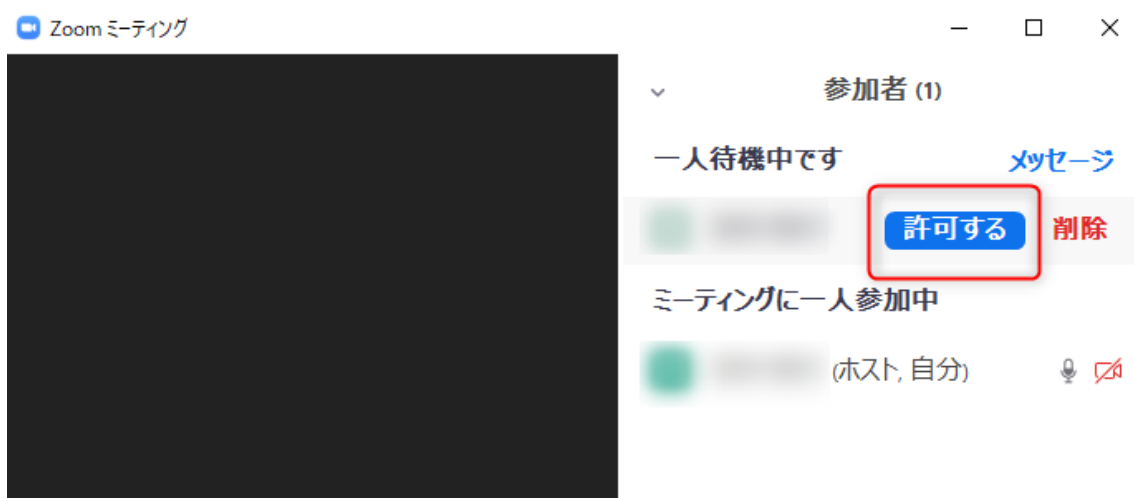 Zoom ミーティング
参加者 (1)
一人待機中です メッセージ
許可する 削除
ミーティングに一人参加中
(ホスト, 自分)